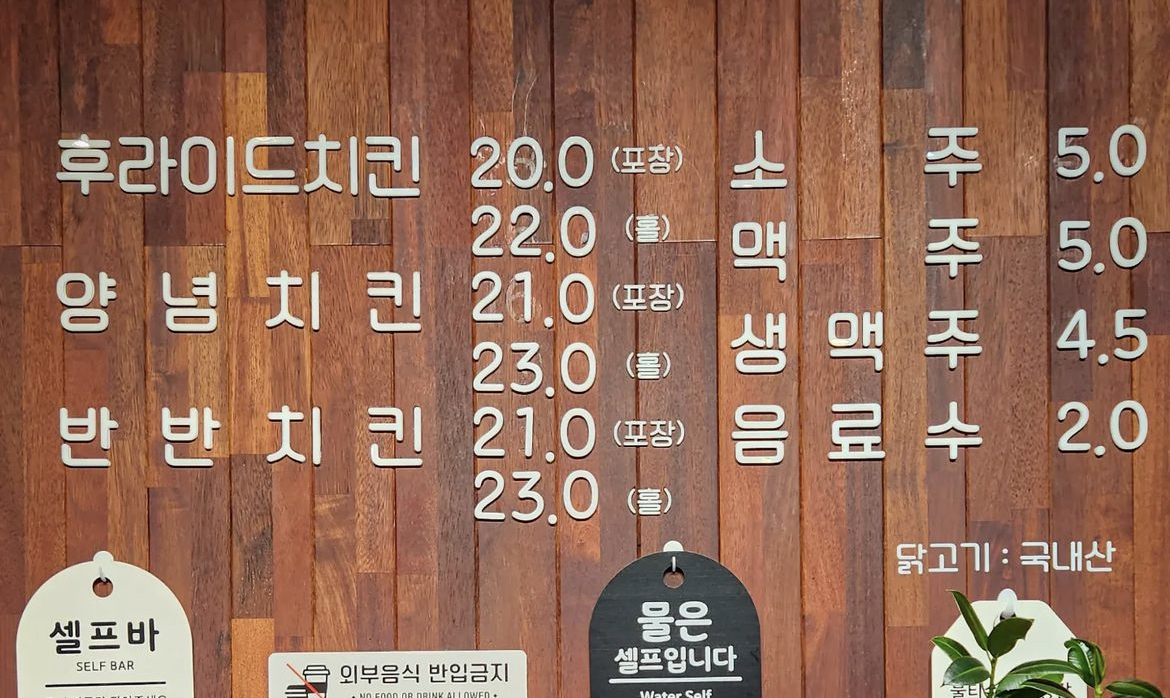 후라이드치킨 20.0 (포장)
22.0 (홀)
양념치킨 21.0 (포장)
23.0 (홀)
반반치킨 21.0 (포장)
23.0 (홀)
소주 5.0
맥주 5.0
생맥주 4.5
음료수 2.0
닭고기 : 국내산
셀프바
SELF BAR
외부음식 반입금지
• NO FOOD OR DRINK ALLOWED •
물은
셀프입니다
Water Self